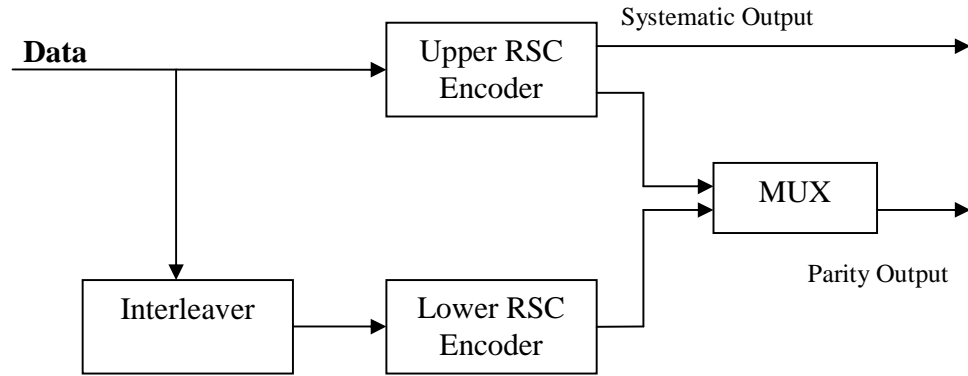 Systematic Output
Data
Upper RSC
Encoder
MUX
Parity Output
Interleaver
Lower RSC
Encoder